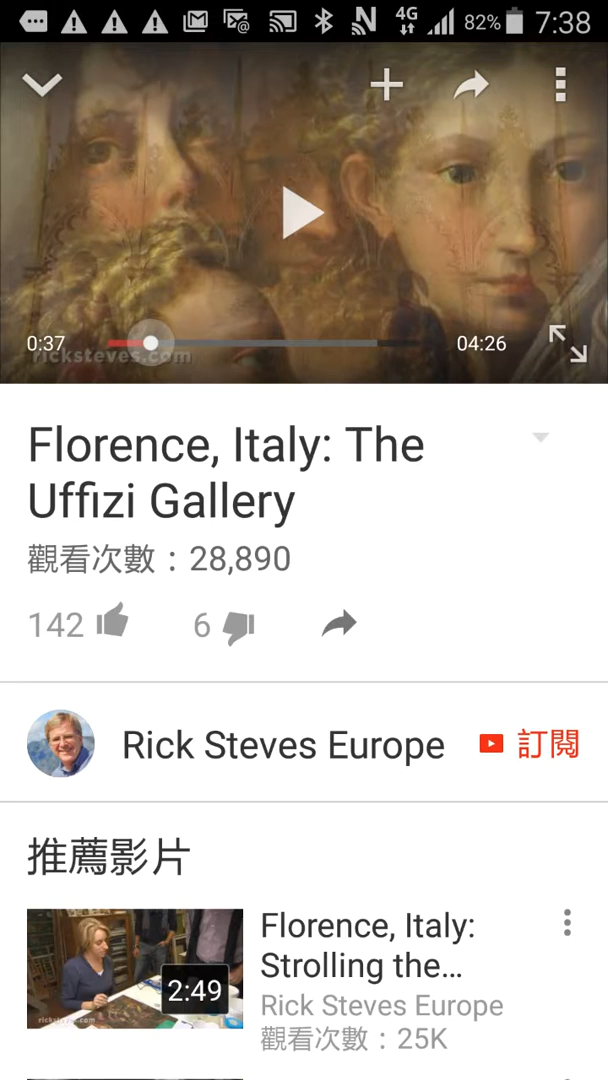 4G 82% 7:38
0:37 04:26
ricksteves.com
Florence, Italy: The
Uffizi Gallery
觀看次數：28,890
142 6
Rick Steves Europe 訂閱
推薦影片
Florence, Italy:
Strolling the…
2:49
ricksteves.com
Rick Steves Europe
觀看次數：25K